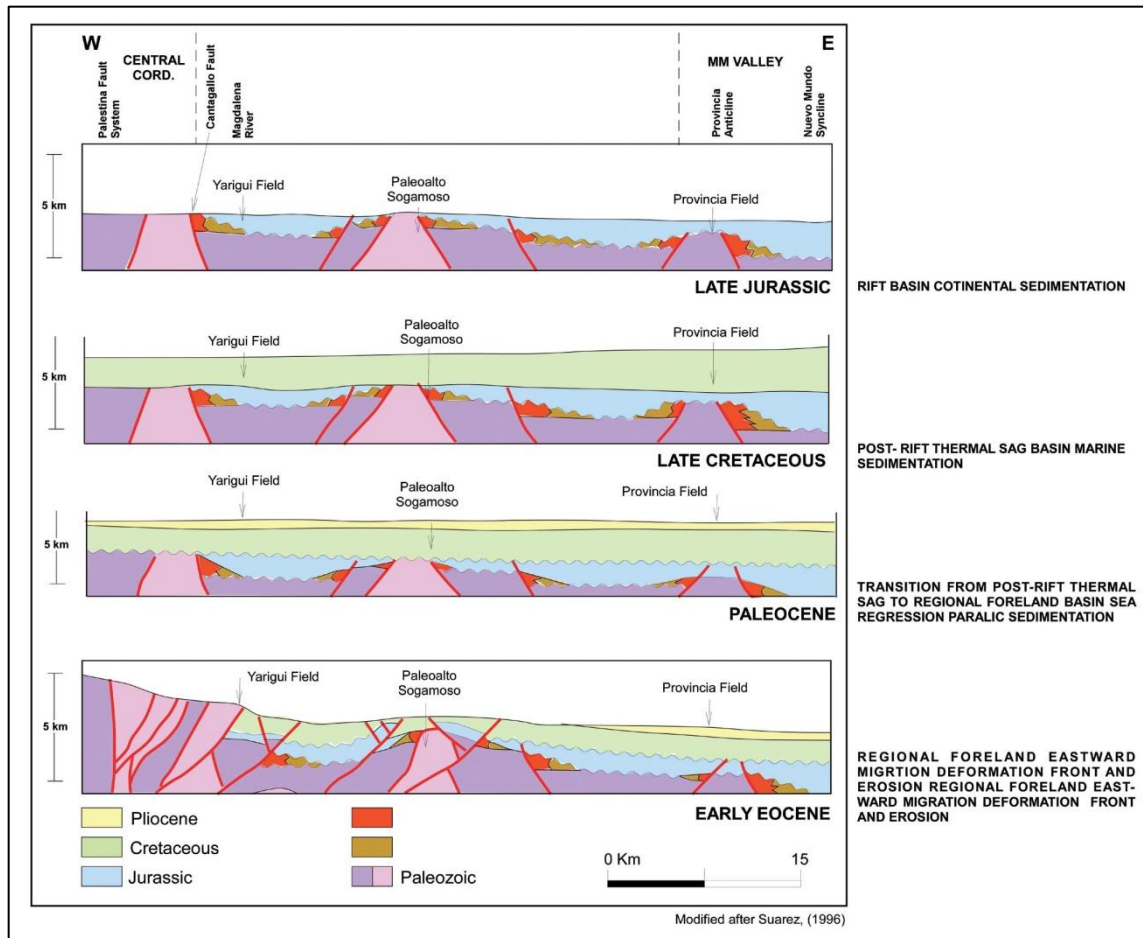 W
E
CENTRAL
CORD.
MM VALLEY
Palestina Fault
System
Cantagallo Fault
Magdalena
River
Provincia
Anticline
Nuevo Mundo
Syncline
5 km
Yarigui Field
Paleoalto
Sogamoso
Provincia Field
LATE JURASSIC
RIFT BASIN COTINENTAL SEDIMENTATION
5 km
Yarigui Field
Paleoalto
Sogamoso
Provincia Field
LATE CRETACEOUS
POST- RIFT THERMAL SAG BASIN MARINE
SEDIMENTATION
5 km
Yarigui Field
Paleoalto
Sogamoso
Provincia Field
PALEOCENE
TRANSITION FROM POST-RIFT THERMAL
SAG TO REGIONAL FORELAND BASIN SEA
REGRESSION PARALIC SEDIMENTATION
5 km
Yarigui Field
Paleoalto
Sogamoso
Provincia Field
EARLY EOCENE
REGIONAL FORELAND EASTWARD
MIGRTION DEFORMATION FRONT AND
EROSION REGIONAL FORELAND EAST-
WARD MIGRATION DEFORMATION FRONT
AND EROSION
Pliocene
Cretaceous
Jurassic
Paleozoic
0 Km 15
Modified after Suarez, (1996)